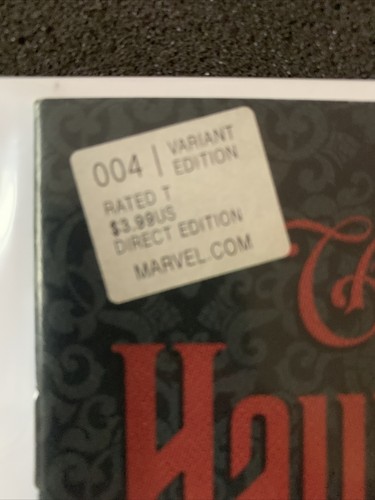 004 | VARIANT
EDITION
RATED T
$3.99US
DIRECT EDITION
MARVEL.COM